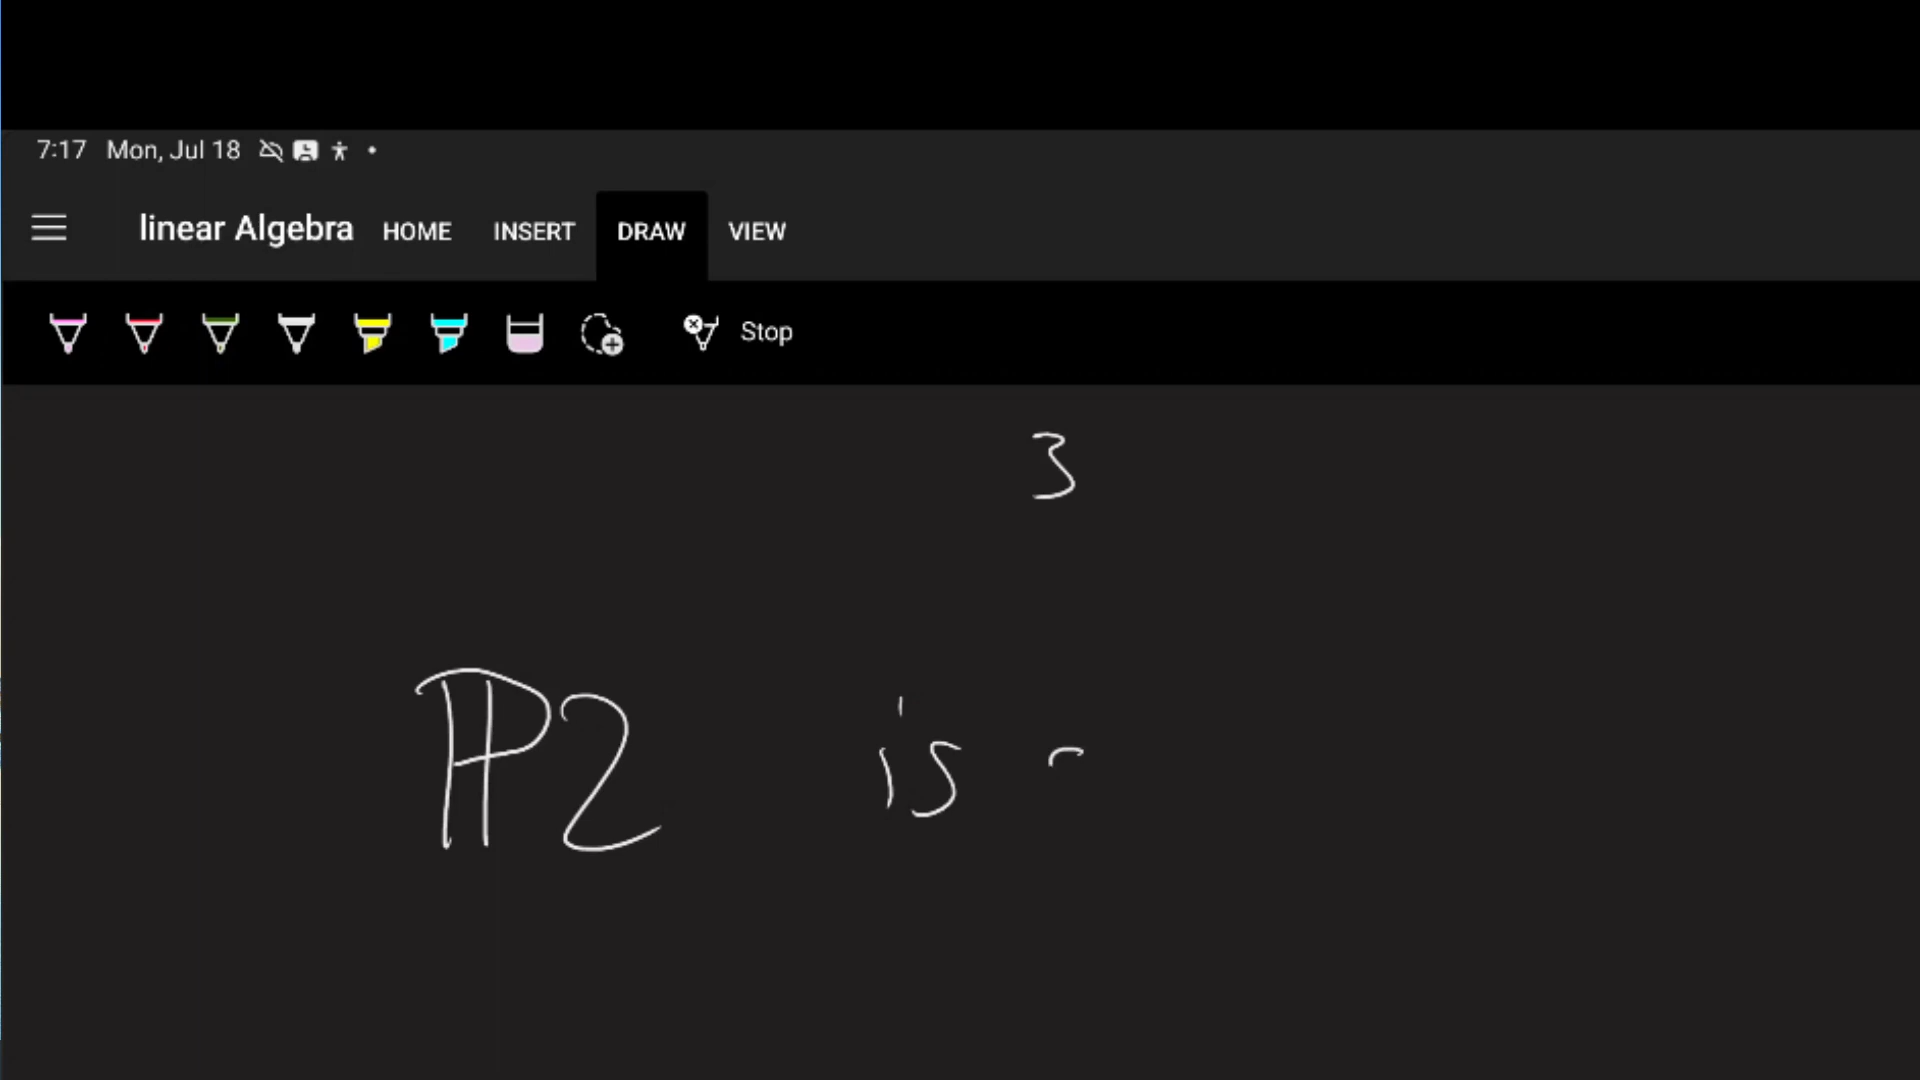 7:17 Mon, Jul 18
linear Algebra HOME INSERT DRAW VIEW
Stop
3
ℙ2 is